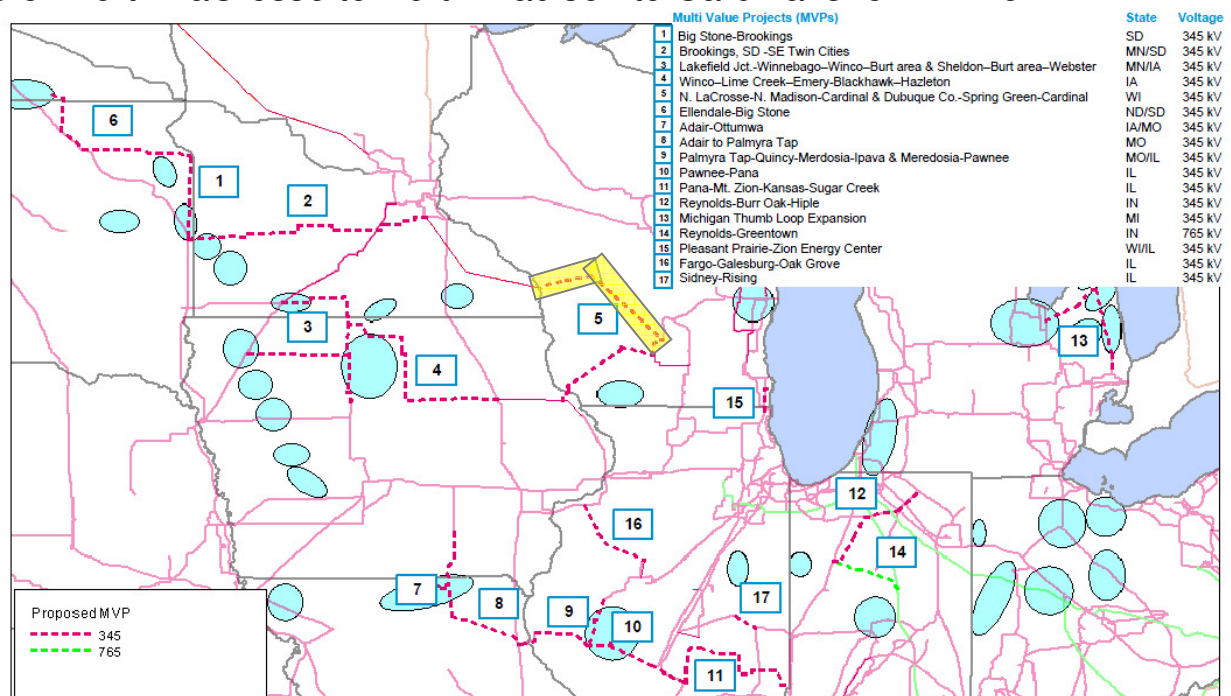 Multi Value Projects (MVPs) State Voltage
1 Big Stone-Brookings SD 345 kV
2 Brookings, SD -SE Twin Cities MN/SD 345 kV
3 Lakefield Jct.-Winnebago–Winco–Burt area & Sheldon–Burt area–Webster MN/IA 345 kV
4 Winco–Lime Creek–Emery-Blackhawk–Hazleton IA 345 kV
5 N. LaCrosse-N. Madison-Cardinal & Dubuque Co.-Spring Green-Cardinal WI 345 kV
6 Ellendale-Big Stone ND/SD 345 kV
7 Adair-Ottumwa IA/MO 345 kV
8 Adair to Palmyra Tap MO 345 kV
9 Palmyra Tap-Quincy-Merdosia-Ipava & Meredosia-Pawnee MO/IL 345 kV
10 Pawnee-Pana IL 345 kV
11 Pana-Mt. Zion-Kansas-Sugar Creek IL 345 kV
12 Reynolds-Burr Oak-Hiple IN 345 kV
13 Michigan Thumb Loop Expansion MI 345 kV
14 Reynolds-Greentown IN 765 kV
15 Pleasant Prairie-Zion Energy Center WI/IL 345 kV
16 Fargo-Galesburg-Oak Grove IL 345 kV
17 Sidney-Rising IL 345 kV
6
1
2
5
3
13
4
15
12
16
14
7
8
9
10
17
11
Proposed MVP
345
765